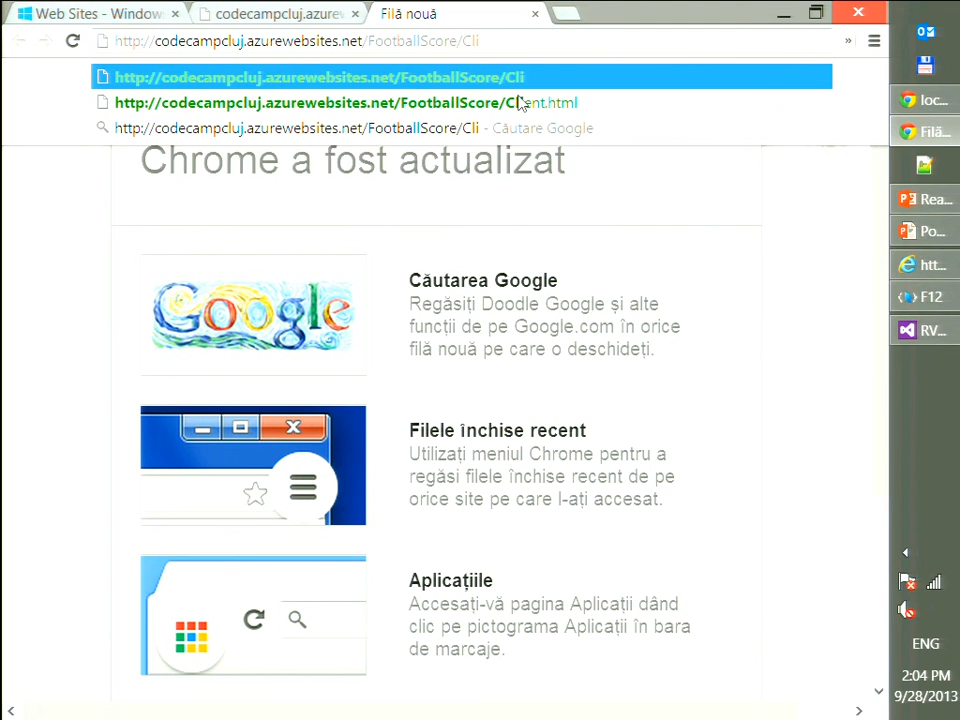 Web Sites - Window
codecampcluj.azurew
Filă nouă
http://codecampcluj.azurewebsites.net/FootballScore/Cli
http://codecampcluj.azurewebsites.net/FootballScore/Cli
http://codecampcluj.azurewebsites.net/FootballScore/Client.html
http://codecampcluj.azurewebsites.net/FootballScore/Cli - Căutare Google
Chrome a fost actualizat
Google
Căutarea Google
Regăsiți Doodle Google și alte
funcții de pe Google.com în orice
filă nouă pe care o deschideți.
Filele închise recent
Utilizați meniul Chrome pentru a
regăsi filele închise recent de pe
orice site pe care l-ați accesat.
Aplicațiile
Accesați-vă pagina Aplicații dând
clic pe pictograma Aplicații în bara
de marcaje.
loc...
Filă...
Rea...
Po...
htt...
F12
RV...
ENG
2:04 PM
9/28/2013